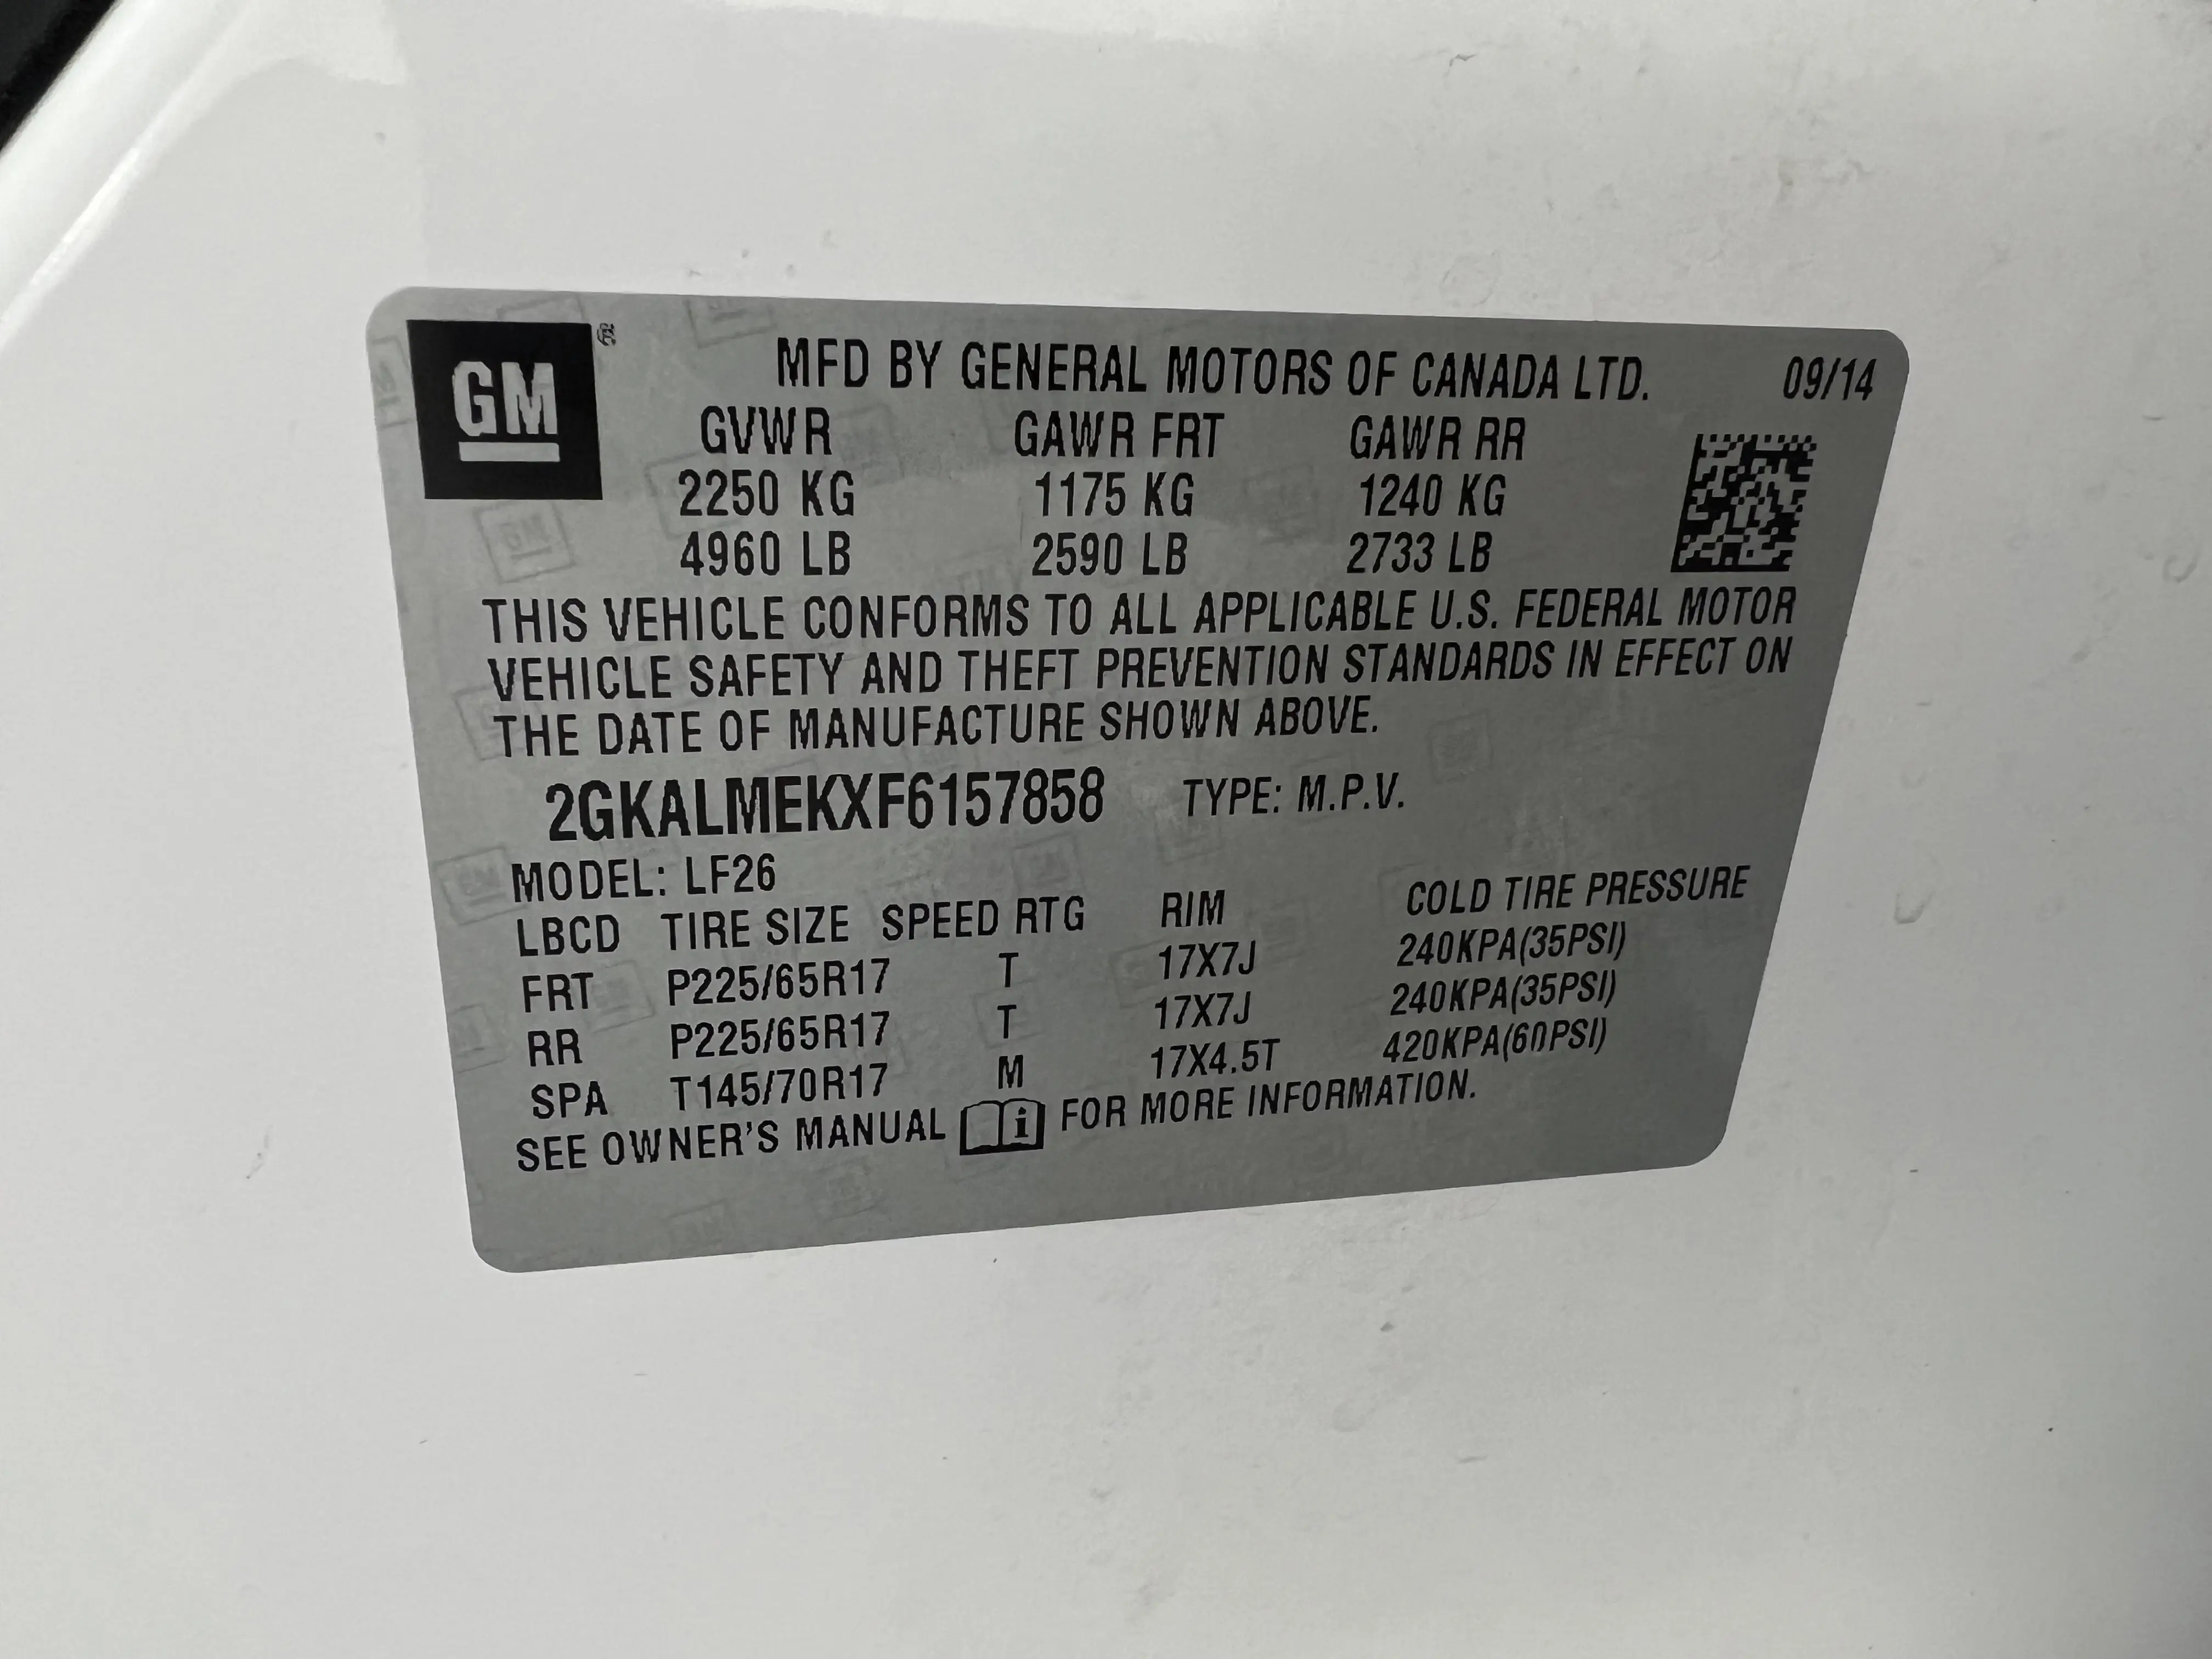 GM ®
MFD BY GENERAL MOTORS OF CANADA LTD. 09/14
GVWR GAWR FRT GAWR RR
2250 KG 1175 KG 1240 KG
4960 LB 2590 LB 2733 LB
THIS VEHICLE CONFORMS TO ALL APPLICABLE U.S. FEDERAL MOTOR
VEHICLE SAFETY AND THEFT PREVENTION STANDARDS IN EFFECT ON
THE DATE OF MANUFACTURE SHOWN ABOVE.
2GKALMEKXF6157858 TYPE: M.P.V.
MODEL: LF26
LBCD TIRE SIZE SPEED RTG RIM COLD TIRE PRESSURE
FRT P225/65R17 T 17X7J 240KPA(35PSI)
RR P225/65R17 T 17X7J 240KPA(35PSI)
SPA T145/70R17 M 17X4.5T 420KPA(60PSI)
SEE OWNER'S MANUAL i FOR MORE INFORMATION.